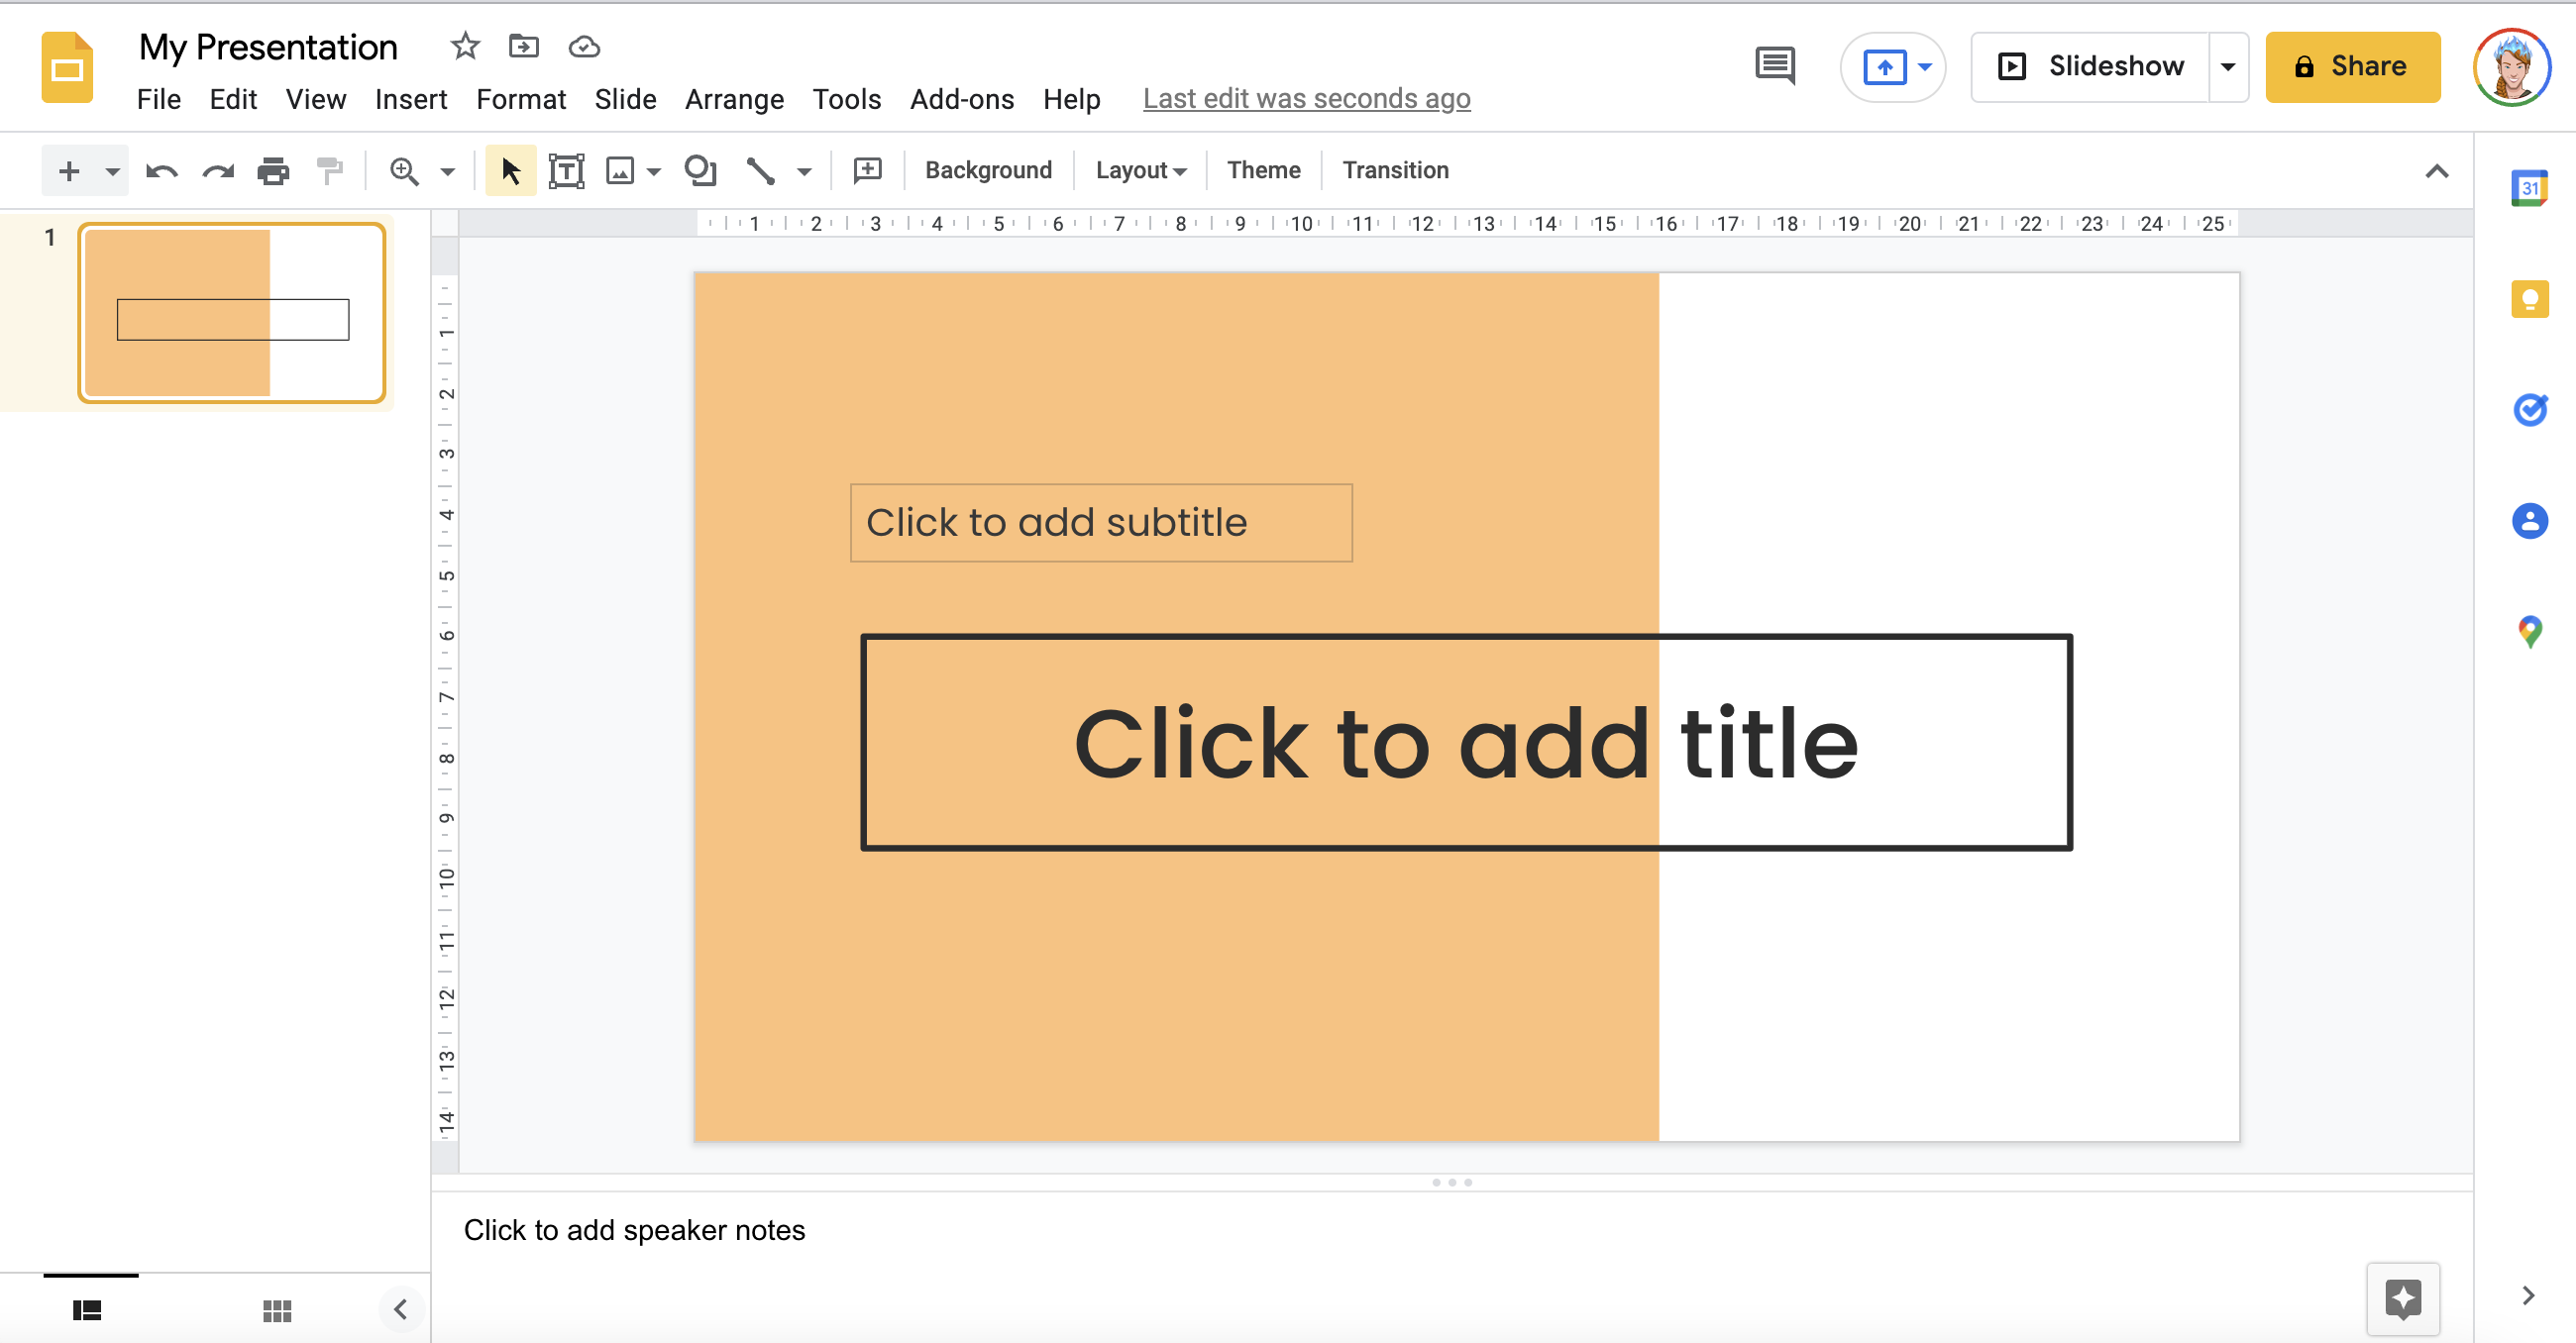 My Presentation
File Edit View Insert Format Slide Arrange Tools Add-ons Help Last edit was seconds ago
Slideshow
Share
Background Layout Theme Transition
31
1
1 2 3 4 5 6 7 8 9 10 11 12 13 14 15 16 17 18 19 20 21 22 23 24 25
1
2
3
4
5
6
7
8
9
10
11
12
13
14
Click to add subtitle
Click to add title
Click to add speaker notes